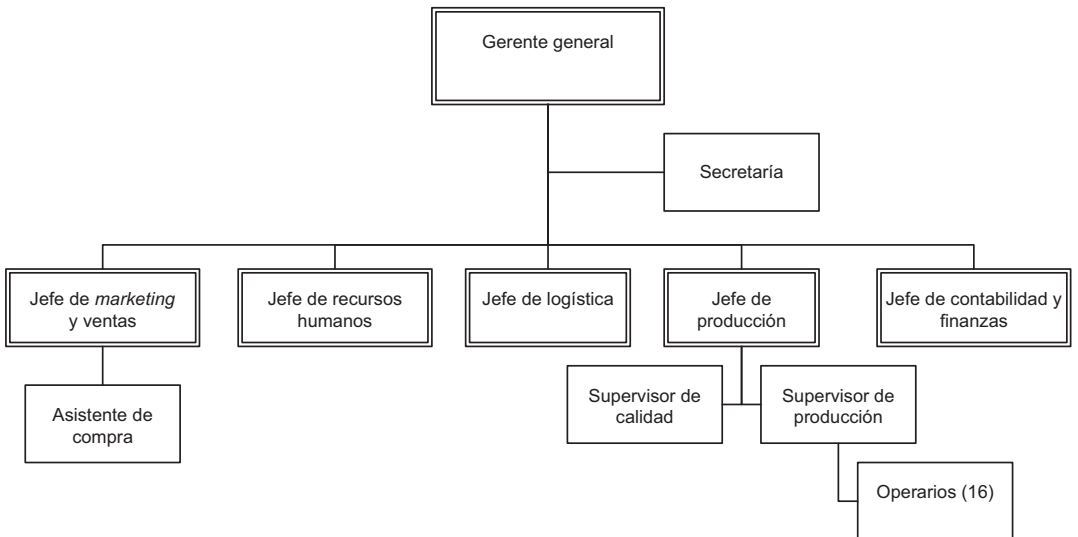 Gerente general
Secretaría
Jefe de marketing
y ventas
Jefe de recursos
humanos
Jefe de logística
Jefe de
producción
Jefe de contabilidad y
finanzas
Asistente de
compra
Supervisor de
calidad
Supervisor de
producción
Operarios (16)